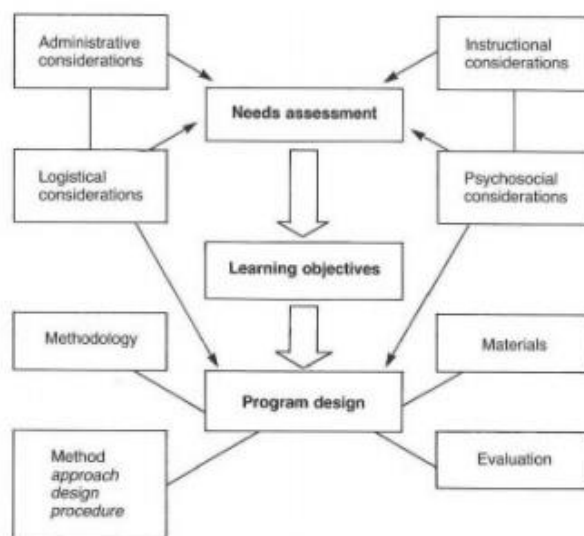 Administrative
considerations
Instructional
considerations
Needs assessment
Logistical
considerations
Psychosocial
considerations
Learning objectives
Methodology
Materials
Program design
Method
approach
design
procedure
Evaluation